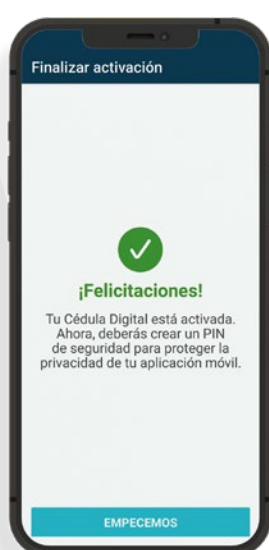 Finalizar activación
¡Felicitaciones!
Tu Cédula Digital está activada.
Ahora, deberás crear un PIN
de seguridad para proteger la
privacidad de tu aplicación móvil.
EMPECEMOS